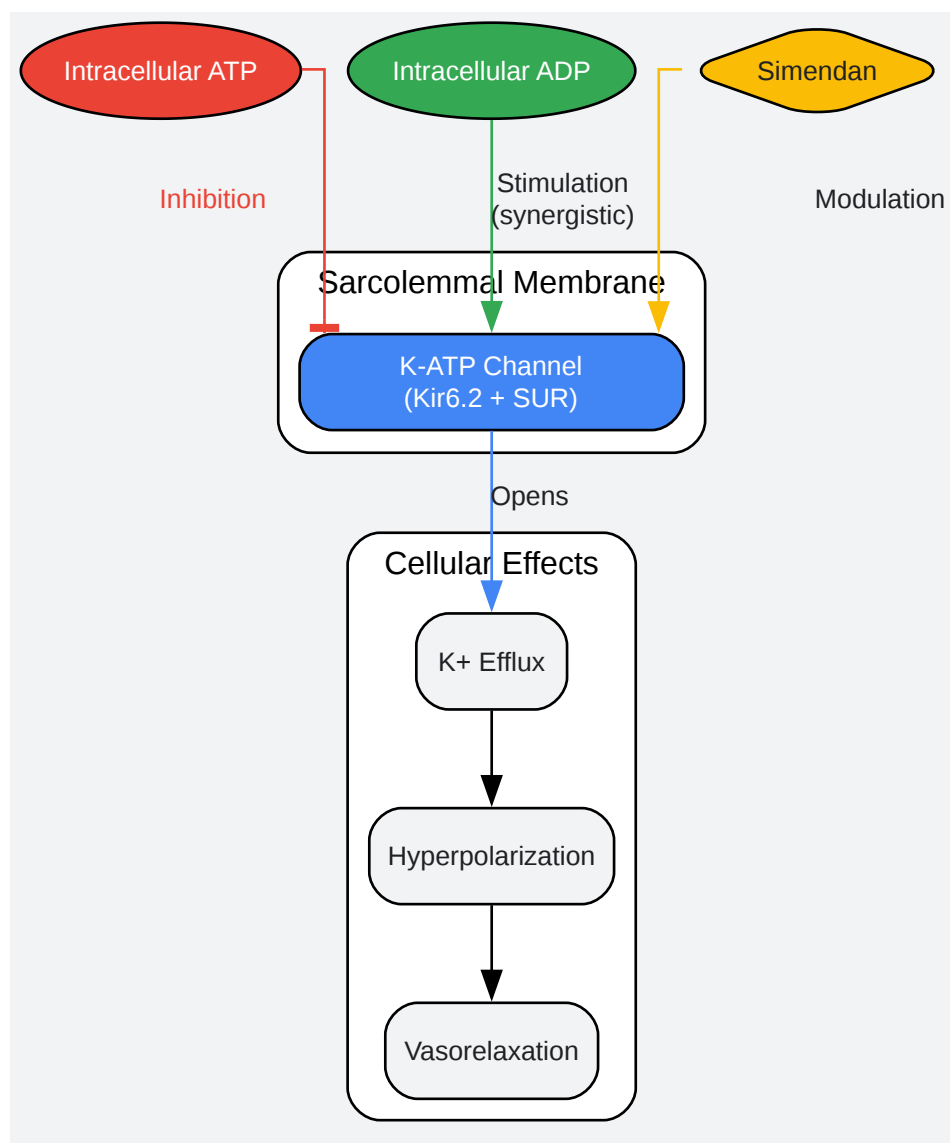 Intracellular ATP
Intracellular ADP
Simendan
Inhibition
Stimulation
(synergistic)
Modulation
Sarcolemmal Membrane
K-ATP Channel
(Kir6.2 + SUR)
Opens
Cellular Effects
K+ Efflux
Hyperpolarization
Vasorelaxation